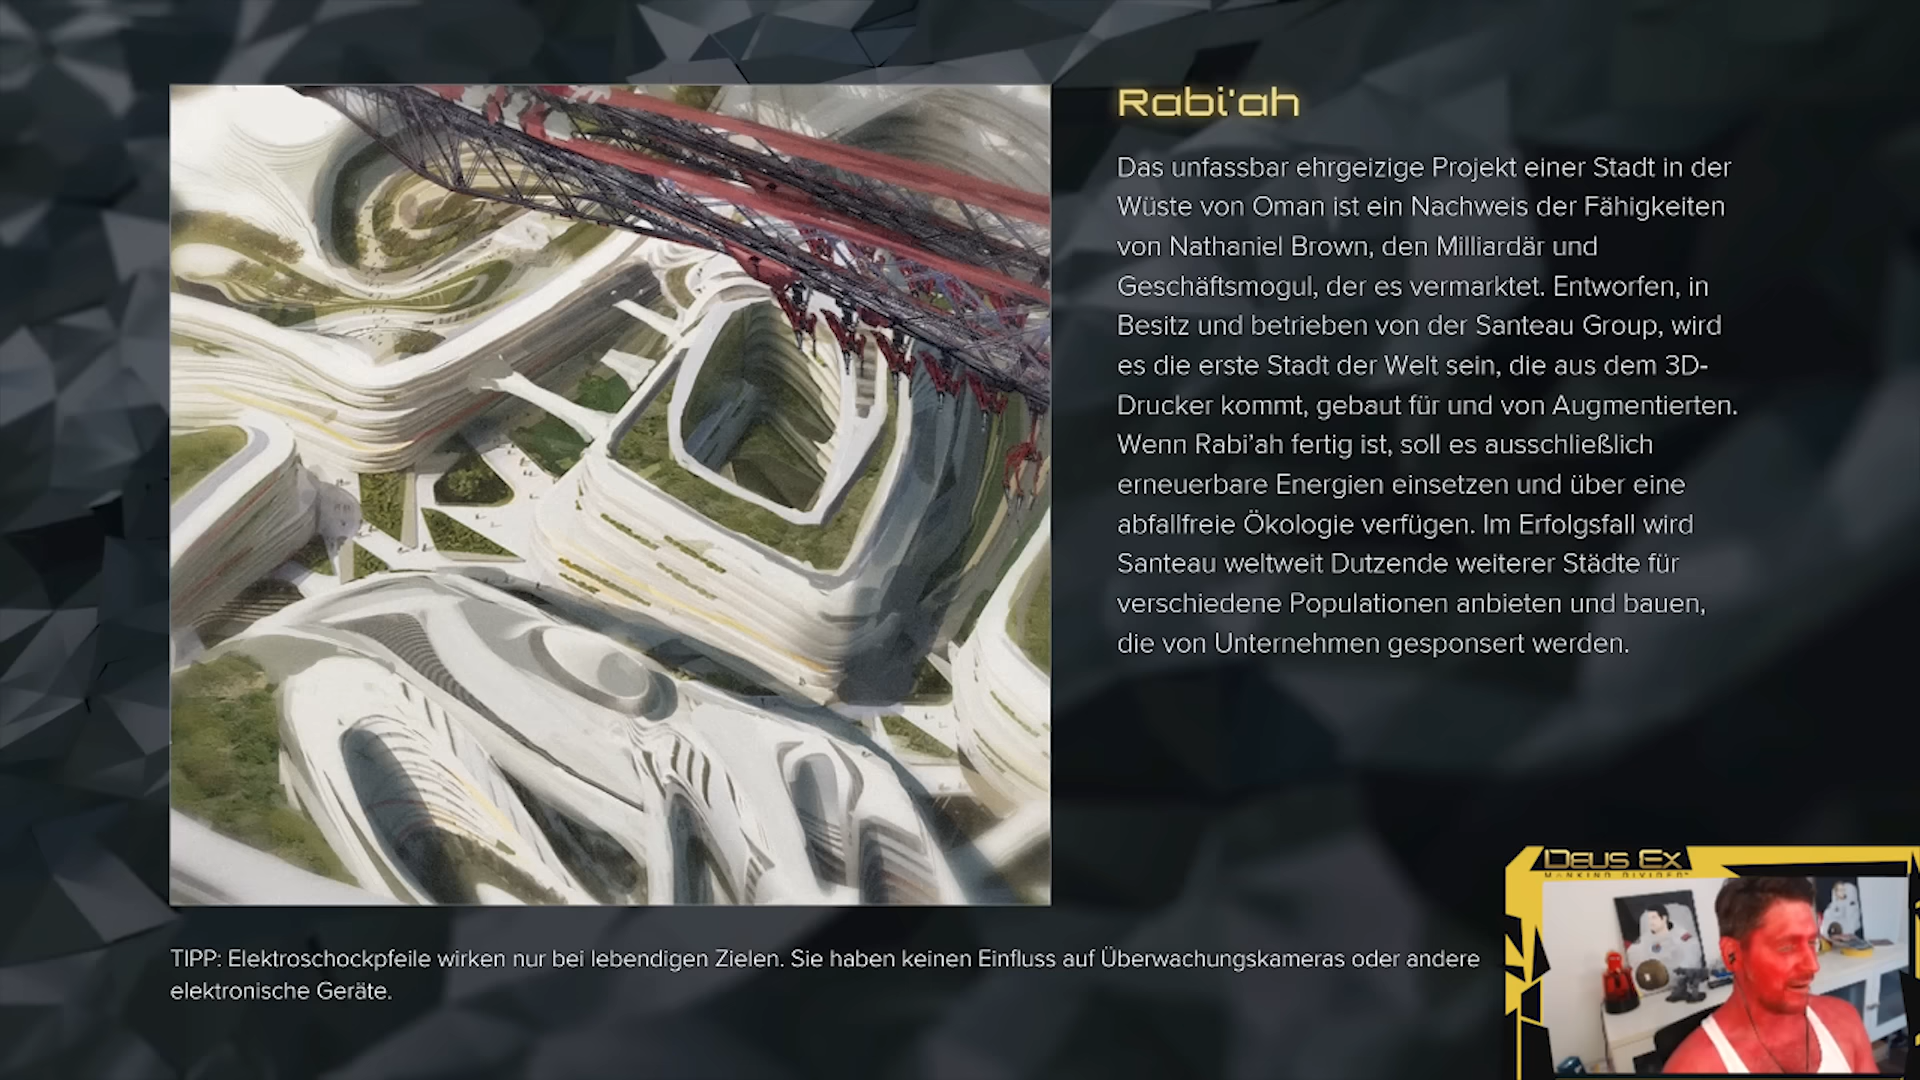 Rabi'ah
Das unfassbar ehrgeizige Projekt einer Stadt in der
Wüste von Oman ist ein Nachweis der Fähigkeiten
von Nathaniel Brown, den Milliardär und
Geschäftsmogul, der es vermarktet. Entworfen, in
Besitz und betrieben von der Santeau Group, wird
es die erste Stadt der Welt sein, die aus dem 3D-
Drucker kommt, gebaut für und von Augmentierten.
Wenn Rabi’ah fertig ist, soll es ausschließlich
erneuerbare Energien einsetzen und über eine
abfallfreie Ökologie verfügen. Im Erfolgsfall wird
Santeau weltweit Dutzende weiterer Städte für
verschiedene Populationen anbieten und bauen,
die von Unternehmen gesponsert werden.
TIPP: Elektroschockpfeile wirken nur bei lebendigen Zielen. Sie haben keinen Einfluss auf Überwachungskameras oder andere
elektronische Geräte.
DEUS EX
MANKIND DIVIDED